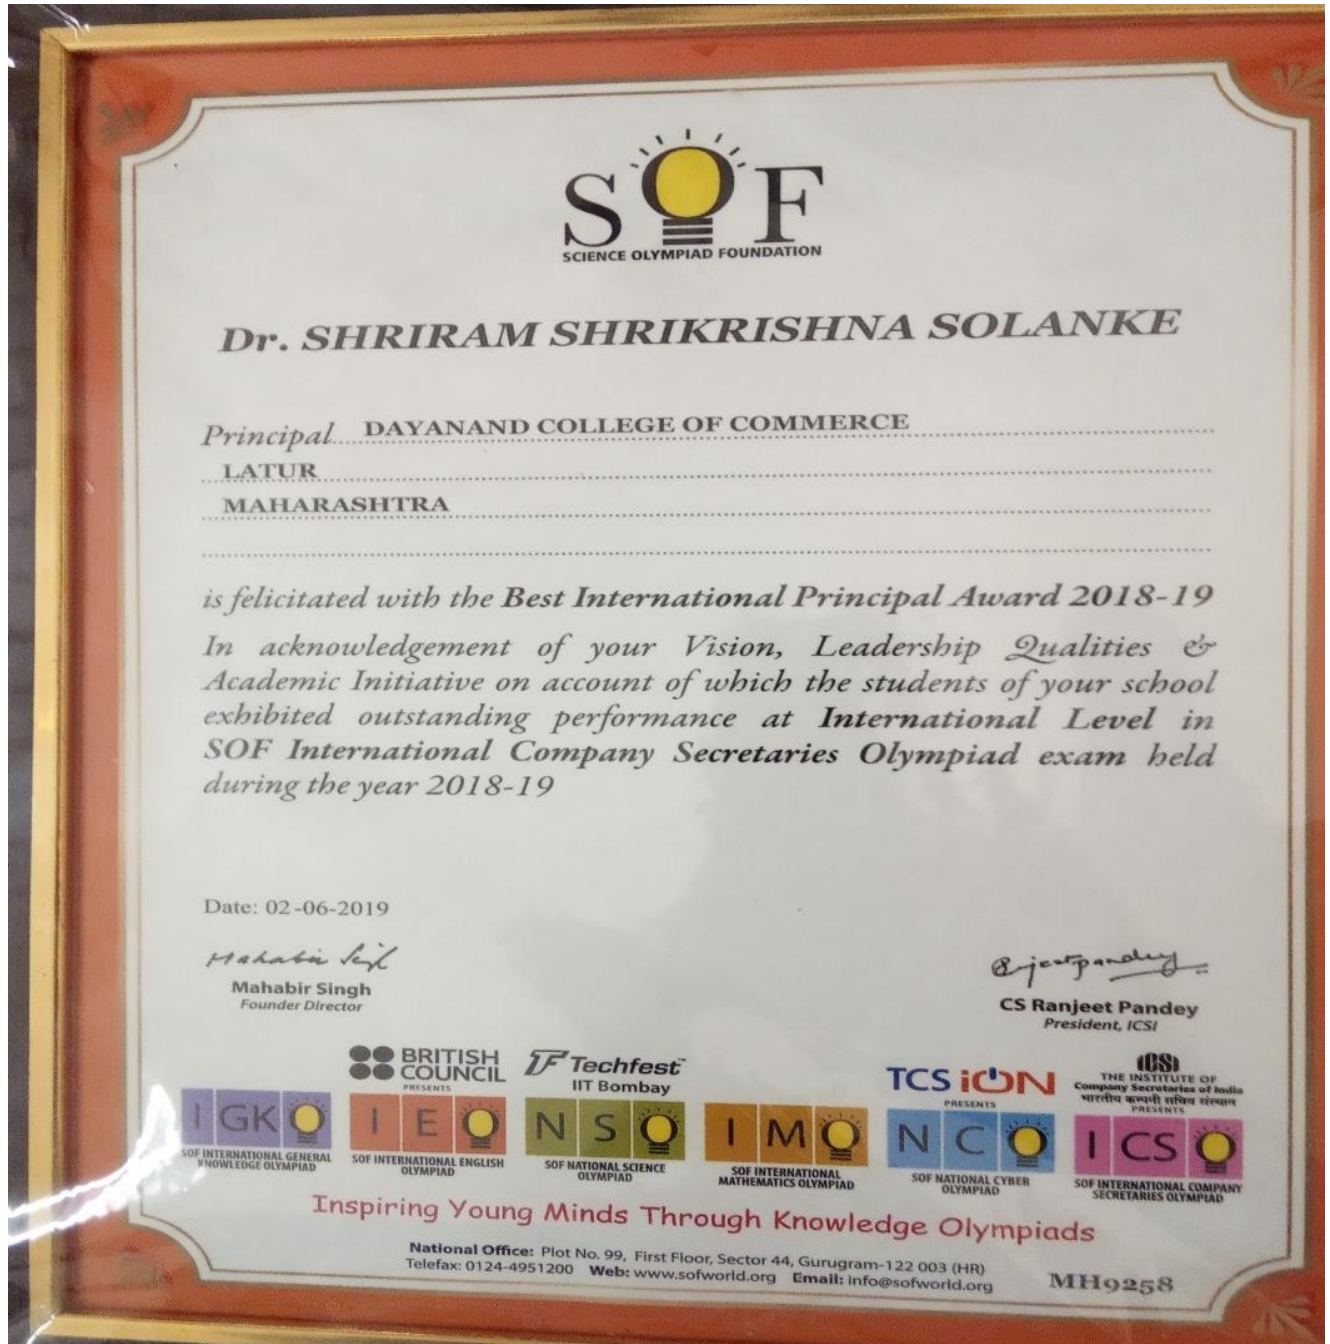 SOF
SCIENCE OLYMPIAD FOUNDATION
Dr. SHRIRAM SHRIKRISHNA SOLANKE
Principal DAYANAND COLLEGE OF COMMERCE
LATUR
MAHARASHTRA
is felicitated with the Best International Principal Award 2018-19
In acknowledgement of your Vision, Leadership Qualities &
Academic Initiative on account of which the students of your school
exhibited outstanding performance at International Level in
SOF International Company Secretaries Olympiad exam held
during the year 2018-19
Date: 02-06-2019
Mahabir Singh
Founder Director
CS Ranjeet Pandey
President, ICSI
BRITISH COUNCIL
PRESENTS
Techfest™
IIT Bombay
TCS iON
PRESENTS
ICSI
THE INSTITUTE OF
Company Secretaries of India
भारतीय कम्पनी सचिव संस्थान
PRESENTS
IGKO
SOF INTERNATIONAL GENERAL
KNOWLEDGE OLYMPIAD
IEO
SOF INTERNATIONAL ENGLISH
OLYMPIAD
NSO
SOF NATIONAL SCIENCE
OLYMPIAD
IMO
SOF INTERNATIONAL
MATHEMATICS OLYMPIAD
NCO
SOF NATIONAL CYBER
OLYMPIAD
ICSO
SOF INTERNATIONAL COMPANY
SECRETARIES OLYMPIAD
Inspiring Young Minds Through Knowledge Olympiads
National Office: Plot No. 99, First Floor, Sector 44, Gurugram-122 003 (HR)
Telefax: 0124-4951200 Web: www.sofworld.org Email: info@sofworld.org
MH9258